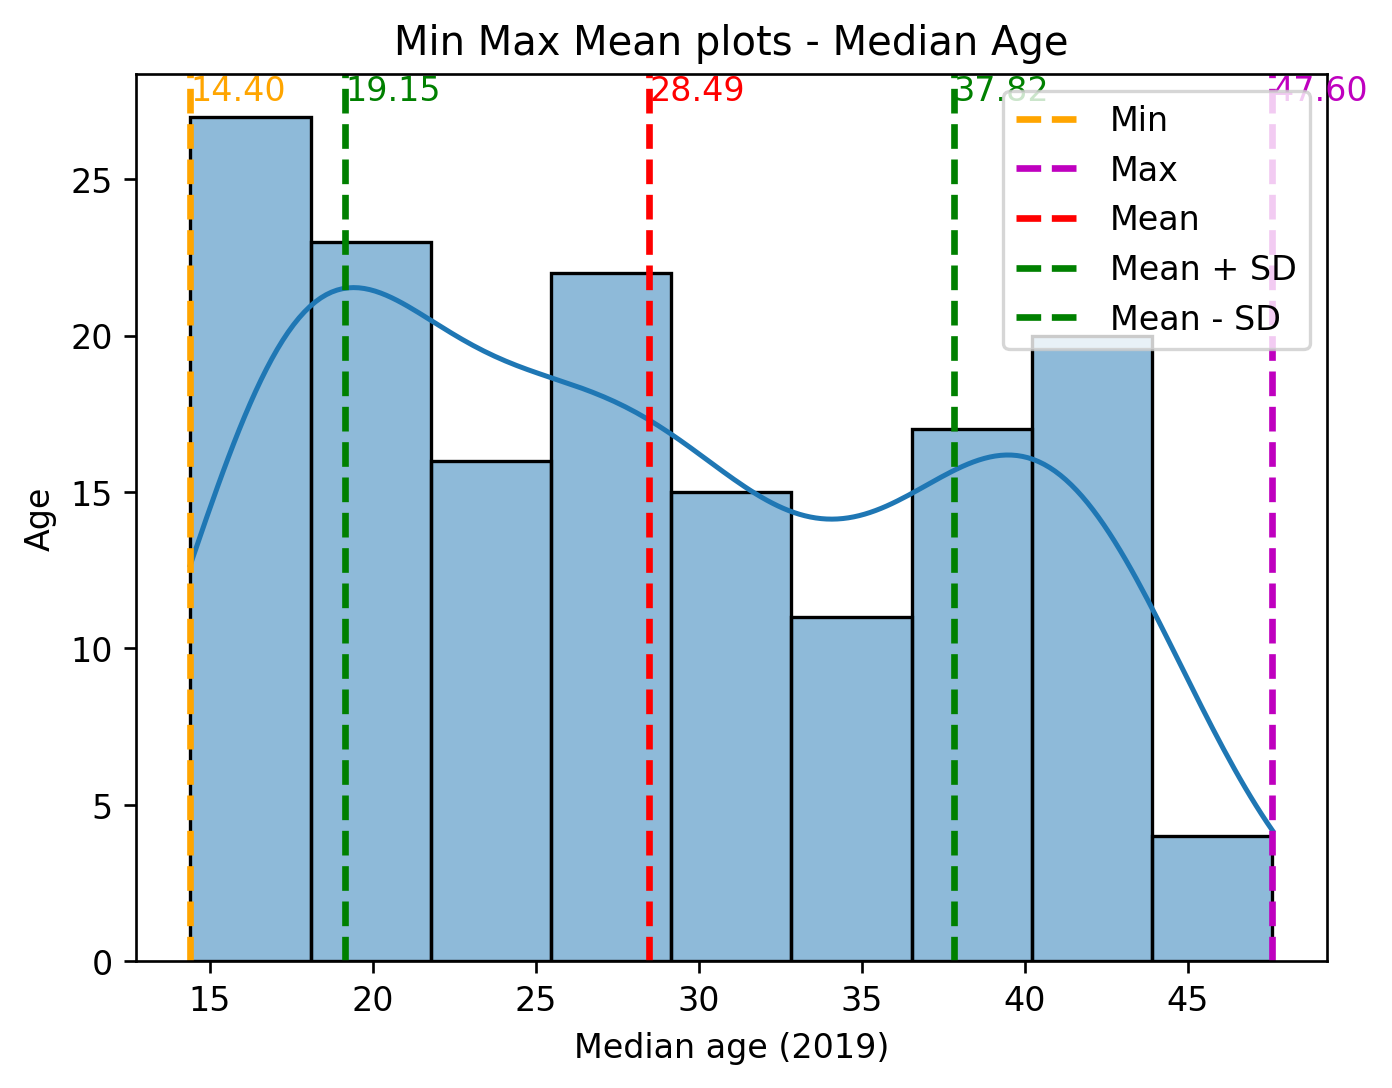 Min Max Mean plots - Median Age
14.40
19.15
28.49
37.82
47.60
Min
Max
Mean
Mean + SD
Mean - SD
Age
25
20
15
10
5
0
15
20
25
30
35
40
45
Median age (2019)